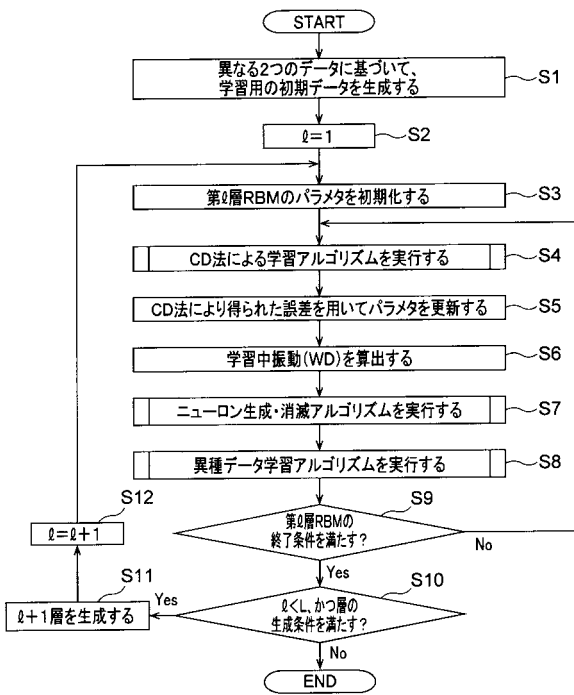 START
異なる2つのデータに基づいて、
学習用の初期データを生成する
S1
ℓ=1
S2
第ℓ層RBMのパラメタを初期化する
S3
CD法による学習アルゴリズムを実行する
S4
CD法により得られた誤差を用いてパラメタを更新する
S5
学習中振動(WD)を算出する
S6
ニューロン生成・消滅アルゴリズムを実行する
S7
異種データ学習アルゴリズムを実行する
S8
S9
第ℓ層RBMの
終了条件を満たす?
No
Yes
S12
ℓ=ℓ+1
S10
ℓ<L、かつ層の
生成条件を満たす?
Yes
S11
ℓ+1層を生成する
No
END